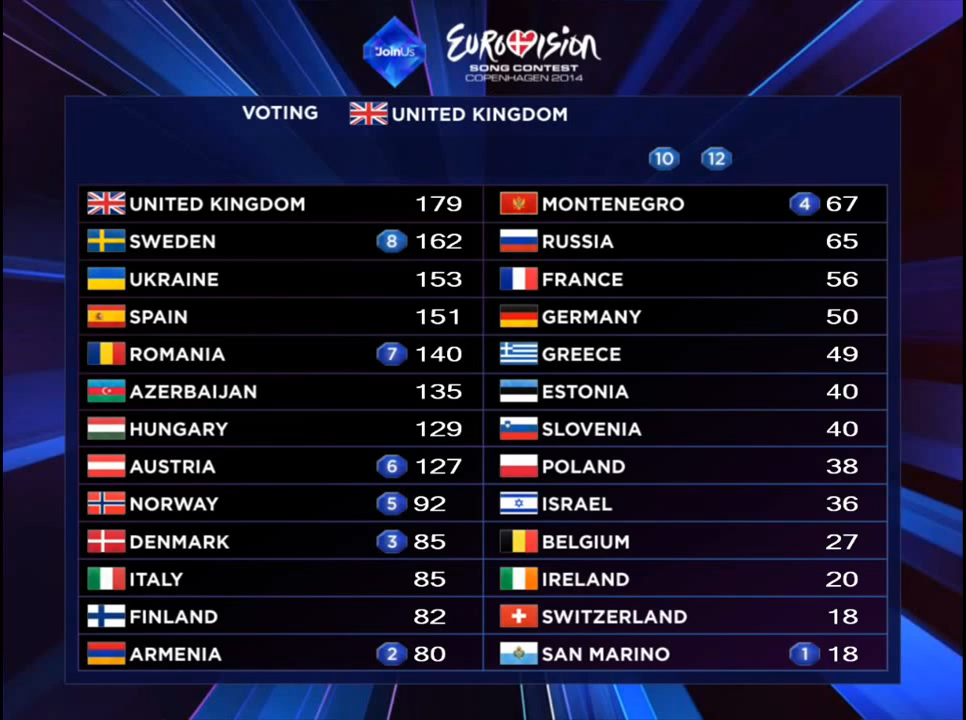 JoinUs
EUROVISION
SONG CONTEST
COPENHAGEN 2014
VOTING UNITED KINGDOM
10 12
UNITED KINGDOM 179
SWEDEN 8 162
UKRAINE 153
SPAIN 151
ROMANIA 7 140
AZERBAIJAN 135
HUNGARY 129
AUSTRIA 6 127
NORWAY 5 92
DENMARK 3 85
ITALY 85
FINLAND 82
ARMENIA 2 80
MONTENEGRO 4 67
RUSSIA 65
FRANCE 56
GERMANY 50
GREECE 49
ESTONIA 40
SLOVENIA 40
POLAND 38
ISRAEL 36
BELGIUM 27
IRELAND 20
SWITZERLAND 18
SAN MARINO 1 18